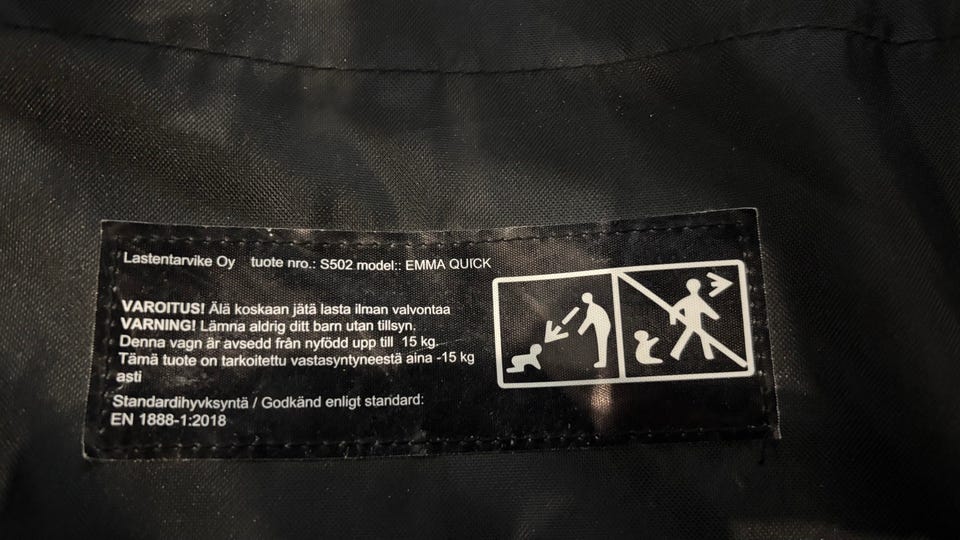 Lastentarvike Oy tuote nro.: S502 model:: EMMA QUICK
VAROITUS! Älä koskaan jätä lasta ilman valvontaa
VARNING! Lämna aldrig ditt barn utan tillsyn.
Denna vagn är avsedd från nyfödd upp till 15 kg.
Tämä tuote on tarkoitettu vastasyntyneestä aina -15 kg
asti
Standardihyvksyntä / Godkänd enligt standard:
EN 1888-1:2018